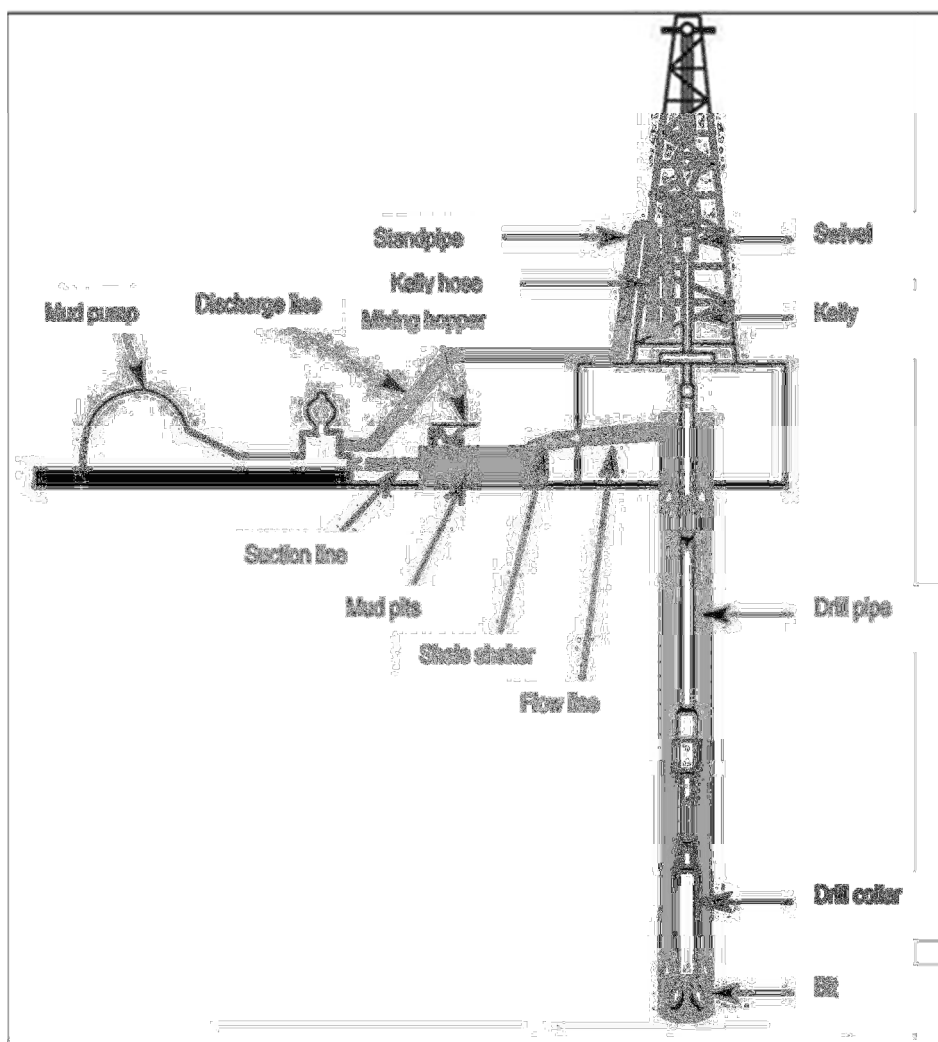 Standpipe
Swivel
Kelly hose
Discharge line
Mud pump
Mixing hopper
Kelly
Suction line
Mud pits
Drill pipe
Shale shaker
Flow line
Drill collar
Bit